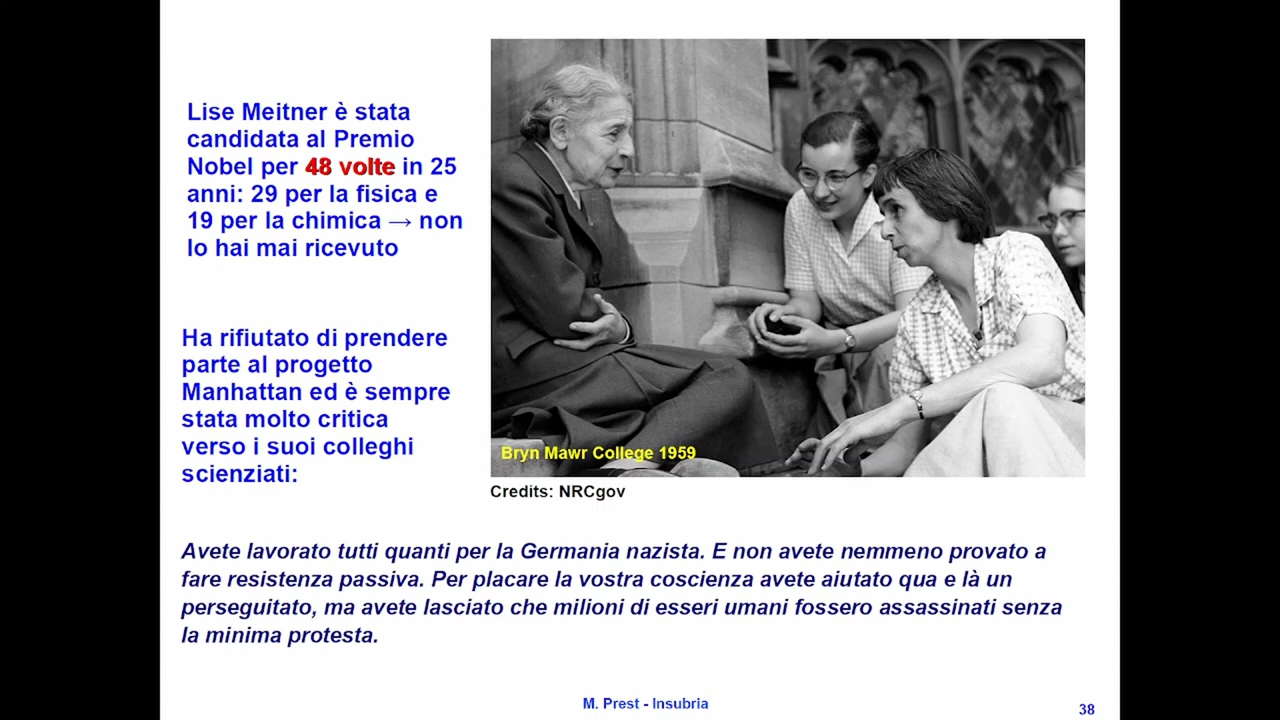 Lise Meitner è stata
candidata al Premio
Nobel per 48 volte in 25
anni: 29 per la fisica e
19 per la chimica → non
lo hai mai ricevuto
Ha rifiutato di prendere
parte al progetto
Manhattan ed è sempre
stata molto critica
verso i suoi colleghi
scienziati:
Bryn Mawr College 1959
Credits: NRCgov
Avete lavorato tutti quanti per la Germania nazista. E non avete nemmeno provato a
fare resistenza passiva. Per placare la vostra coscienza avete aiutato qua e là un
perseguitato, ma avete lasciato che milioni di esseri umani fossero assassinati senza
la minima protesta.
M. Prest - Insubria
38